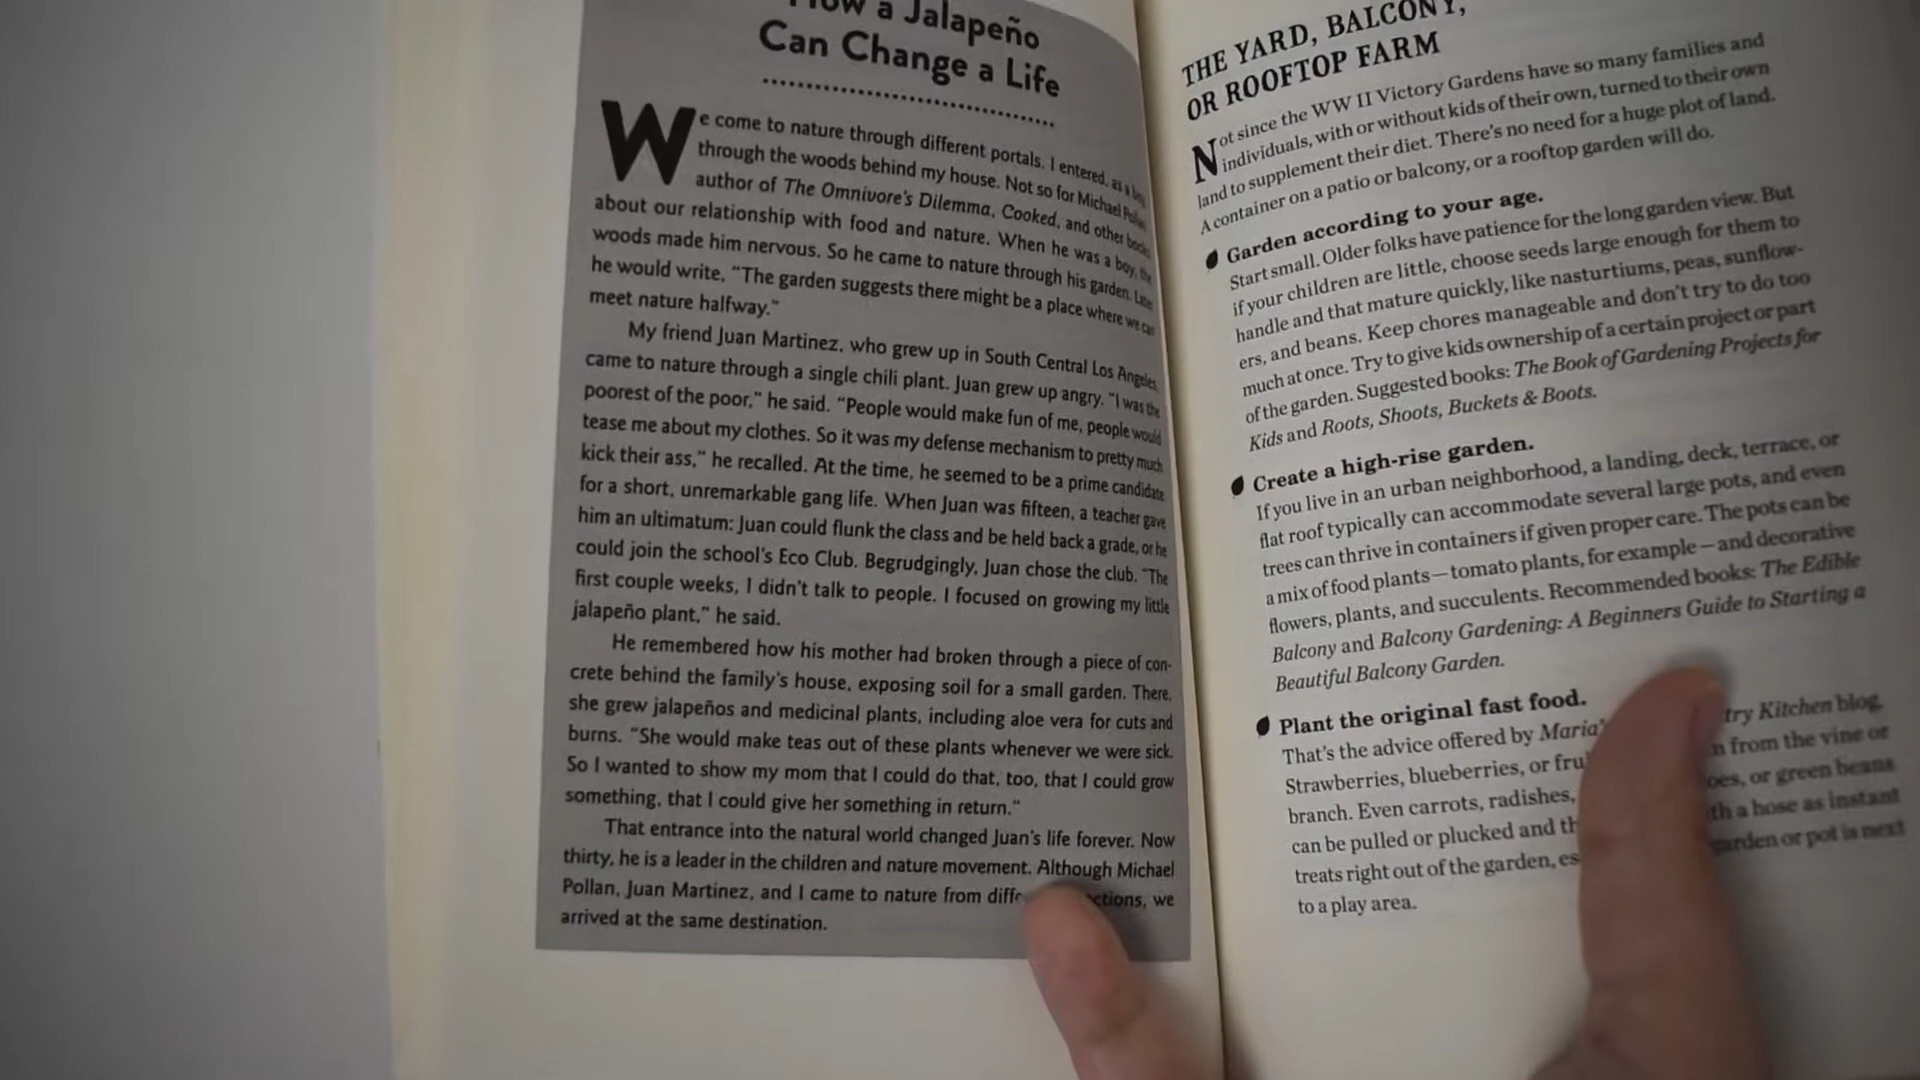 How a Jalapeño
Can Change a Life
We come to nature through different portals. I entered, as a boy,
through the woods behind my house. Not so for Michael Pollan
author of The Omnivore's Dilemma, Cooked, and other books
about our relationship with food and nature. When he was a boy, the
woods made him nervous. So he came to nature through his garden. Later
he would write, "The garden suggests there might be a place where we can
meet nature halfway."
My friend Juan Martinez, who grew up in South Central Los Angeles,
came to nature through a single chili plant. Juan grew up angry. "I was the
poorest of the poor," he said. "People would make fun of me, people would
tease me about my clothes. So it was my defense mechanism to pretty much
kick their ass," he recalled. At the time, he seemed to be a prime candidate
for a short, unremarkable gang life. When Juan was fifteen, a teacher gave
him an ultimatum: Juan could flunk the class and be held back a grade, or he
could join the school's Eco Club. Begrudgingly, Juan chose the club. "The
first couple weeks, I didn't talk to people. I focused on growing my little
jalapeño plant," he said.
He remembered how his mother had broken through a piece of con-
crete behind the family's house, exposing soil for a small garden. There,
she grew jalapeños and medicinal plants, including aloe vera for cuts and
burns. "She would make teas out of these plants whenever we were sick.
So I wanted to show my mom that I could do that, too, that I could grow
something, that I could give her something in return."
That entrance into the natural world changed Juan's life forever. Now
thirty, he is a leader in the children and nature movement. Although Michael
Pollan, Juan Martinez, and I came to nature from diffe ctions, we
arrived at the same destination.
THE YARD, BALCONY,
OR ROOFTOP FARM
Not since the WW II Victory Gardens have so many families and
individuals, with or without kids of their own, turned to their own
land to supplement their diet. There's no need for a huge plot of land.
A container on a patio or balcony, or a rooftop garden will do.
Garden according to your age.
Start small. Older folks have patience for the long garden view. But
if your children are little, choose seeds large enough for them to
handle and that mature quickly, like nasturtiums, peas, sunflow-
ers, and beans. Keep chores manageable and don't try to do too
much at once. Try to give kids ownership of a certain project or part
of the garden. Suggested books: The Book of Gardening Projects for
Kids and Roots, Shoots, Buckets & Boots.
Create a high-rise garden.
If you live in an urban neighborhood, a landing, deck, terrace, or
flat roof typically can accommodate several large pots, and even
trees can thrive in containers if given proper care. The pots can be
a mix of food plants—tomato plants, for example—and decorative
flowers, plants, and succulents. Recommended books: The Edible
Balcony and Balcony Gardening: A Beginners Guide to Starting a
Beautiful Balcony Garden.
Plant the original fast food.
That's the advice offered by Maria' try Kitchen blog.
Strawberries, blueberries, or fru n from the vine or
branch. Even carrots, radishes, oes, or green beans
can be pulled or plucked and th th a hose as instant
treats right out of the garden, es garden or pot is next
to a play area.